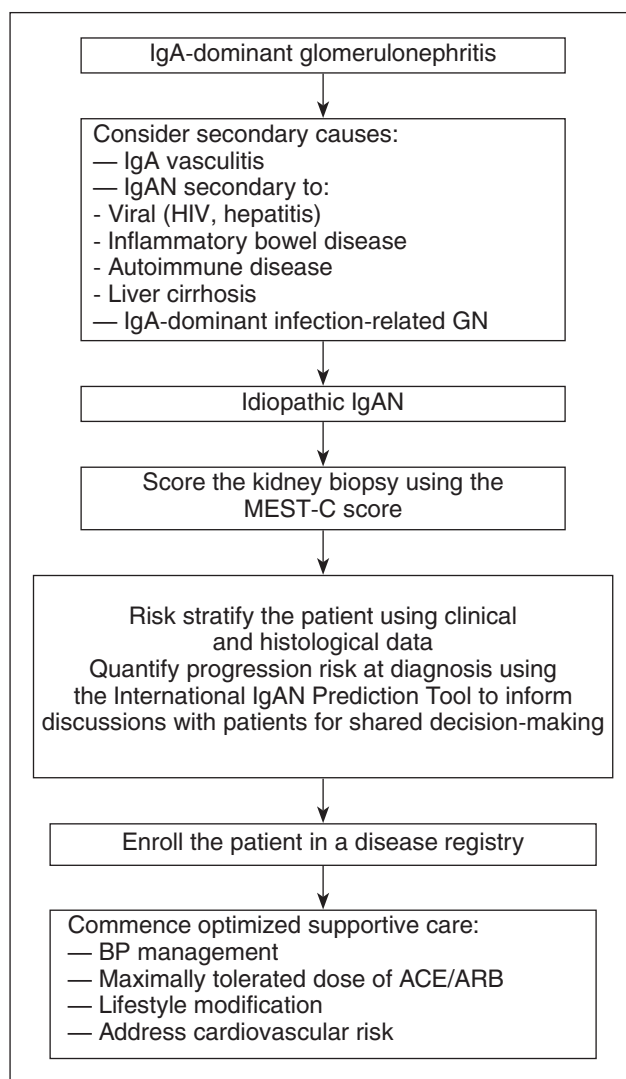 IgA-dominant glomerulonephritis
Consider secondary causes:
— IgA vasculitis
— IgAN secondary to:
- Viral (HIV, hepatitis)
- Inflammatory bowel disease
- Autoimmune disease
- Liver cirrhosis
— IgA-dominant infection-related GN
Idiopathic IgAN
Score the kidney biopsy using the
MEST-C score
Risk stratify the patient using clinical
and histological data
Quantify progression risk at diagnosis using
the International IgAN Prediction Tool to inform
discussions with patients for shared decision-making
Enroll the patient in a disease registry
Commence optimized supportive care:
— BP management
— Maximally tolerated dose of ACE/ARB
— Lifestyle modification
— Address cardiovascular risk